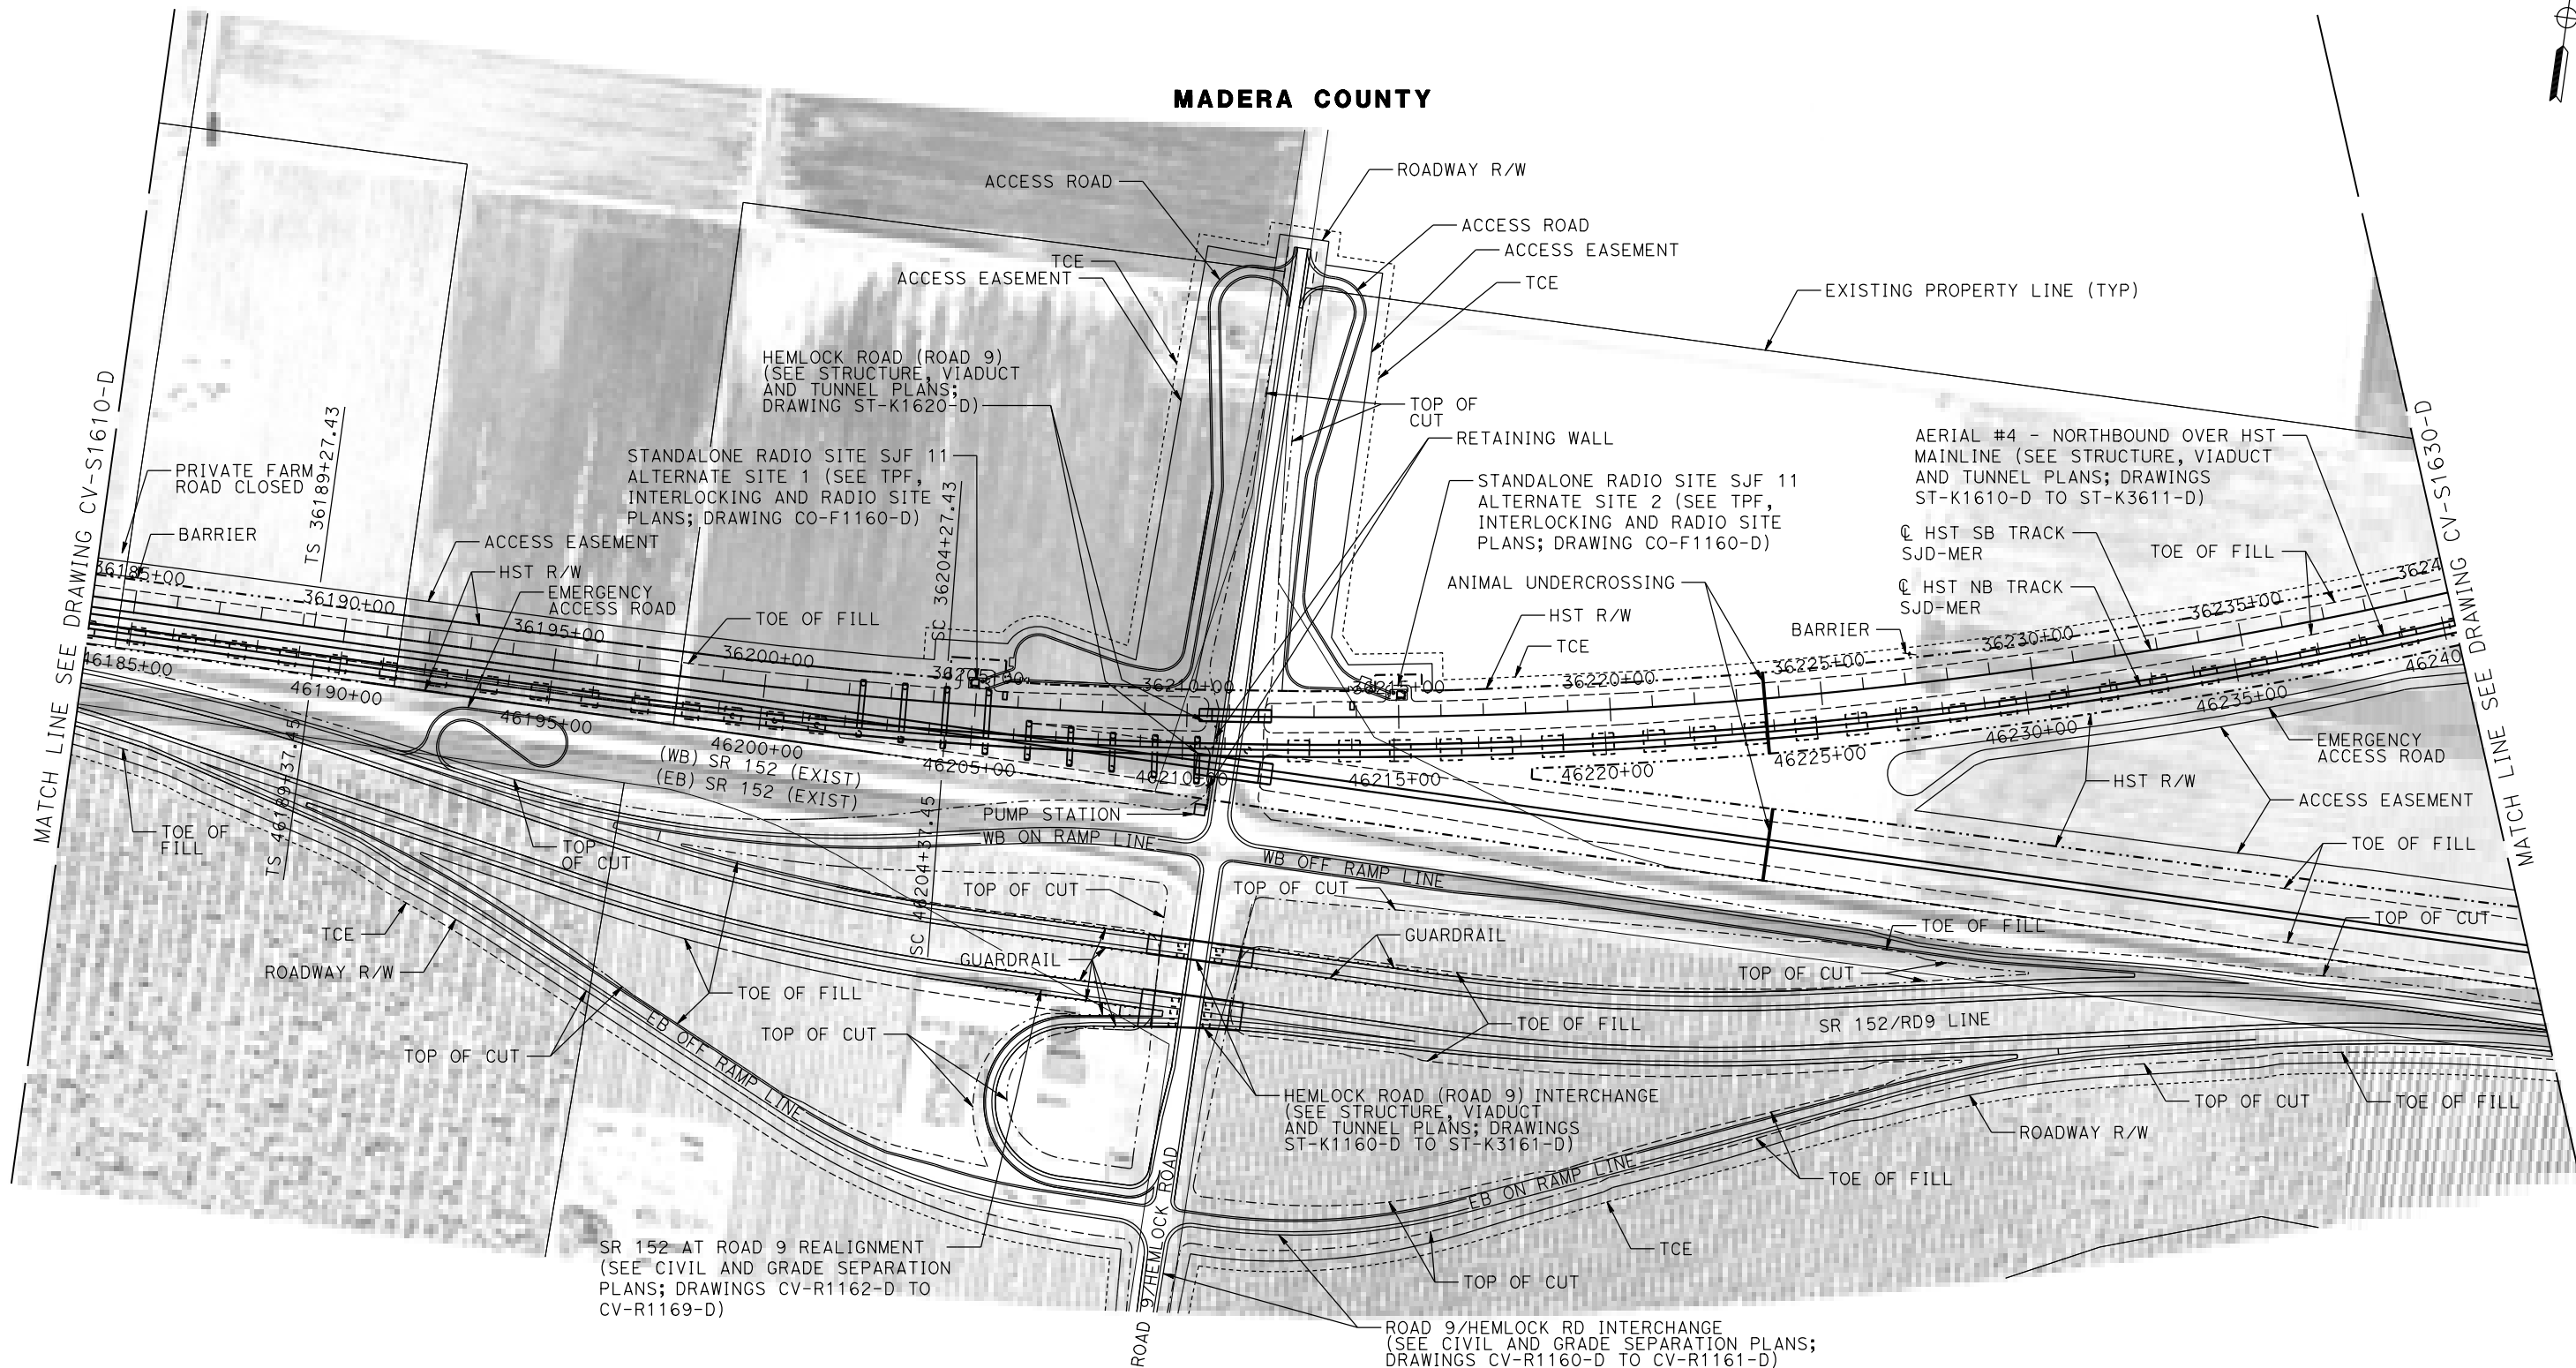 MADERA COUNTY
ACCESS ROAD
ROADWAY R/W
ACCESS ROAD
ACCESS EASEMENT
TCE
TCE
ACCESS EASEMENT
EXISTING PROPERTY LINE (TYP)
HEMLOCK ROAD (ROAD 9)
(SEE STRUCTURE, VIADUCT
AND TUNNEL PLANS;
DRAWING ST-K1620-D)
TOP OF
CUT
RETAINING WALL
STANDALONE RADIO SITE SJF 11
ALTERNATE SITE 1 (SEE TPF,
INTERLOCKING AND RADIO SITE
PLANS; DRAWING CO-F1160-D)
STANDALONE RADIO SITE SJF 11
ALTERNATE SITE 2 (SEE TPF,
INTERLOCKING AND RADIO SITE
PLANS; DRAWING CO-F1160-D)
AERIAL #4 - NORTHBOUND OVER HST
MAINLINE (SEE STRUCTURE, VIADUCT
AND TUNNEL PLANS; DRAWINGS
ST-K1610-D TO ST-K3611-D)
MATCH LINE SEE DRAWING CV-S1610-D
MATCH LINE SEE DRAWING CV-S1630-D
PRIVATE FARM
ROAD CLOSED
BARRIER
TS 36189+27.43
ACCESS EASEMENT
HST R/W
EMERGENCY
ACCESS ROAD
TOE OF FILL
SC 36204+27.43
ANIMAL UNDERCROSSING
HST R/W
TCE
BARRIER
℄ HST SB TRACK
SJD-MER
TOE OF FILL
℄ HST NB TRACK
SJD-MER
36185+00
36190+00
36195+00
36200+00
36205+00
36210+00
36215+00
36220+00
36225+00
36230+00
36235+00
3624
46185+00
46190+00
46195+00
46200+00
46205+00
46210+00
46215+00
46220+00
46225+00
46230+00
46235+00
46240
(WB) SR 152 (EXIST)
(EB) SR 152 (EXIST)
EMERGENCY
ACCESS ROAD
HST R/W
ACCESS EASEMENT
TOE OF FILL
TOE OF
FILL
TS 46189+37.45
TOP
OF CUT
PUMP STATION
WB ON RAMP LINE
WB OFF RAMP LINE
SC 46204+37.45
TOP OF CUT
TOP OF CUT
TOP OF CUT
TOE OF FILL
TCE
ROADWAY R/W
GUARDRAIL
GUARDRAIL
TOP OF CUT
TOE OF FILL
TOE OF FILL
SR 152/RD9 LINE
TOP OF CUT
EB OFF RAMP LINE
TOP OF CUT
HEMLOCK ROAD (ROAD 9) INTERCHANGE
(SEE STRUCTURE, VIADUCT
AND TUNNEL PLANS; DRAWINGS
ST-K1160-D TO ST-K3161-D)
TOP OF CUT
TOE OF FILL
ROADWAY R/W
TOE OF FILL
EB ON RAMP LINE
TCE
TOP OF CUT
SR 152 AT ROAD 9 REALIGNMENT
(SEE CIVIL AND GRADE SEPARATION
PLANS; DRAWINGS CV-R1162-D TO
CV-R1169-D)
ROAD 9/HEMLOCK ROAD
ROAD 9/HEMLOCK RD INTERCHANGE
(SEE CIVIL AND GRADE SEPARATION PLANS;
DRAWINGS CV-R1160-D TO CV-R1161-D)